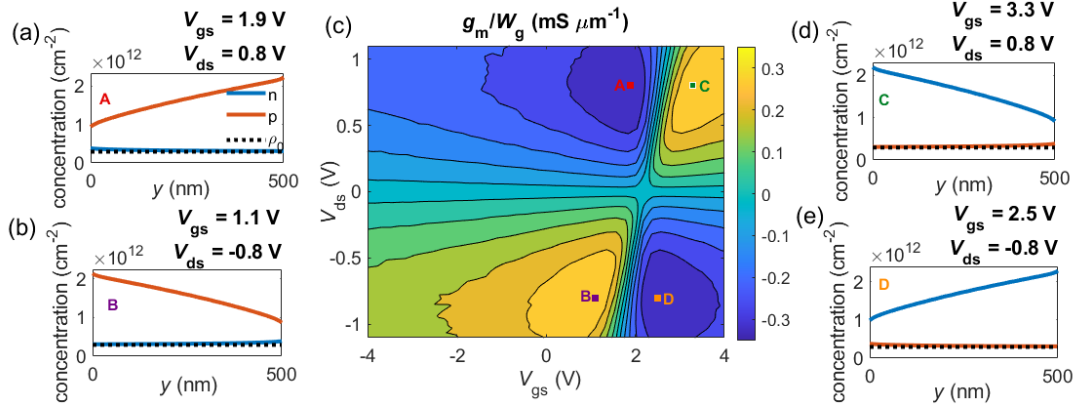 (a)
V_gs = 1.9 V
V_ds = 0.8 V
× 10^12
concentration (cm^-2)
2
1
0
A
n
p
ρ_0
0
500
y (nm)
(b)
V_gs = 1.1 V
V_ds = -0.8 V
× 10^12
concentration (cm^-2)
2
1
0
B
0
500
y (nm)
(c)
g_m/W_g (mS μm^-1)
1
0.5
0
-0.5
-1
V_ds (V)
A
C
B
D
-4
-2
0
2
4
V_gs (V)
0.3
0.2
0.1
0
-0.1
-0.2
-0.3
(d)
V_gs = 3.3 V
V_ds = 0.8 V
× 10^12
concentration (cm^-2)
2
1
0
C
0
500
y (nm)
(e)
V_gs = 2.5 V
V_ds = -0.8 V
× 10^12
concentration (cm^-2)
2
1
0
D
0
500
y (nm)